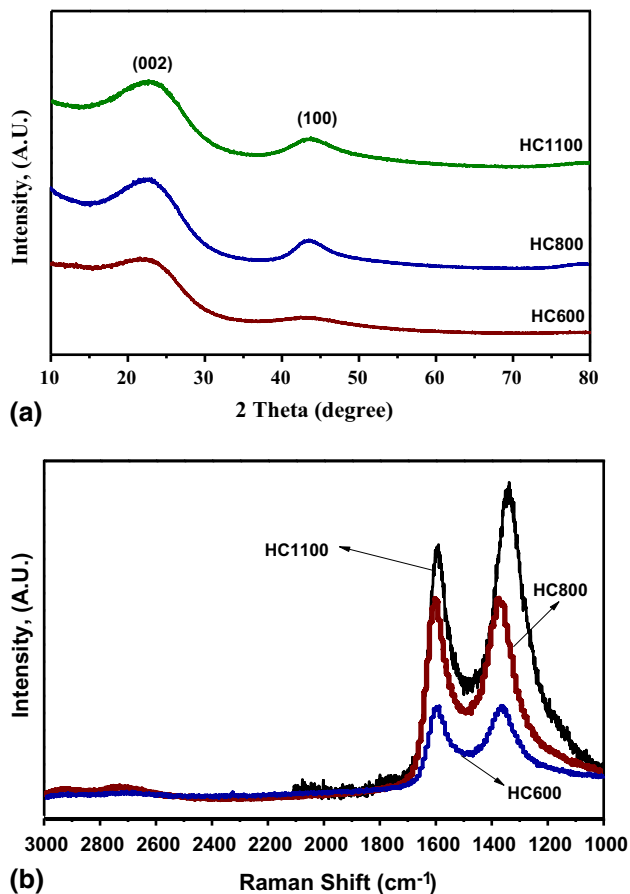 (002)
(100)
HC1100
HC800
HC600
Intensity, (A.U.)
10 20 30 40 50 60 70 80
2 Theta (degree)
(a)
HC1100
HC800
HC600
Intensity, (A.U.)
3000 2800 2600 2400 2200 2000 1800 1600 1400 1200 1000
Raman Shift (cm-1)
(b)